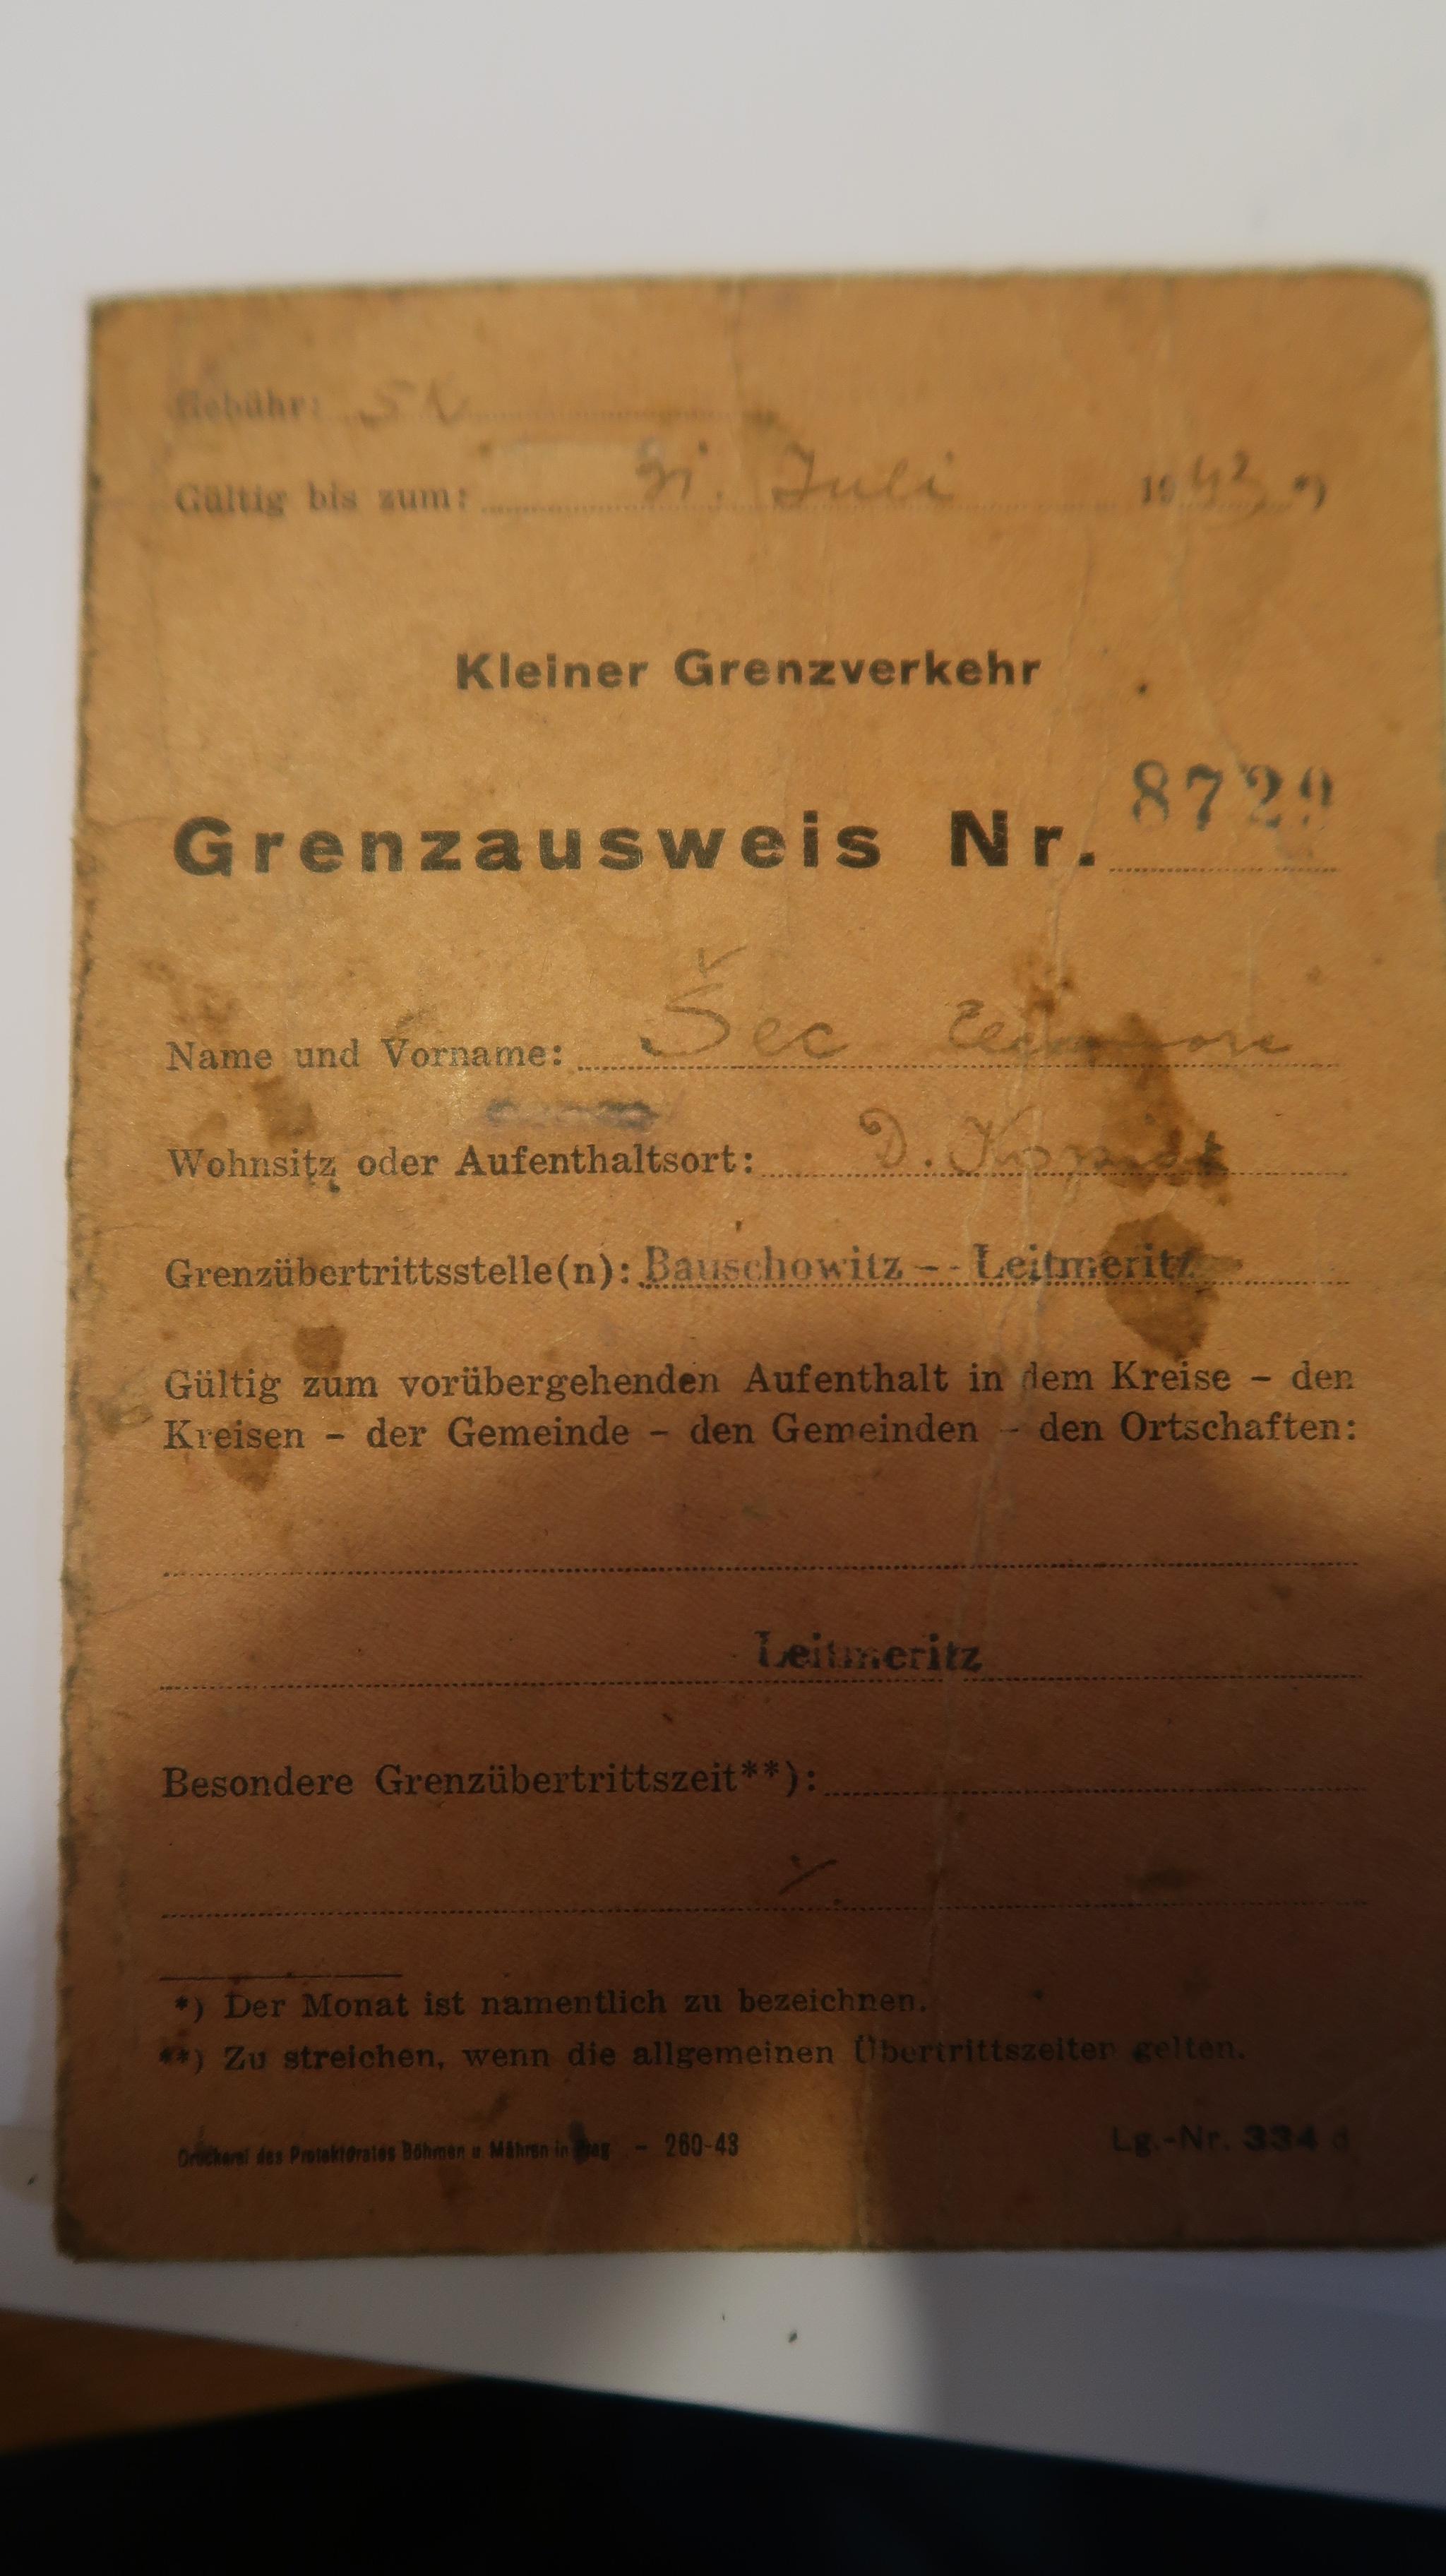 Gebühr:
Gültig bis zum: 31. Juli 1943 *)
Kleiner Grenzverkehr
Grenzausweis Nr. 8729
Name und Vorname: Šec
Wohnsitz oder Aufenthaltsort: D.
Grenzübertrittsstelle(n): Bauschowitz -- Leitmeritz
Gültig zum vorübergehenden Aufenthalt in dem Kreise - den
Kreisen - der Gemeinde - den Gemeinden - den Ortschaften:
Leitmeritz
Besondere Grenzübertrittszeit**):
*) Der Monat ist namentlich zu bezeichnen.
**) Zu streichen, wenn die allgemeinen Übertrittszeiten gelten.
Druckerei des Protektorates Böhmen u Mähren in Prag - 260-43
Lg.-Nr. 334